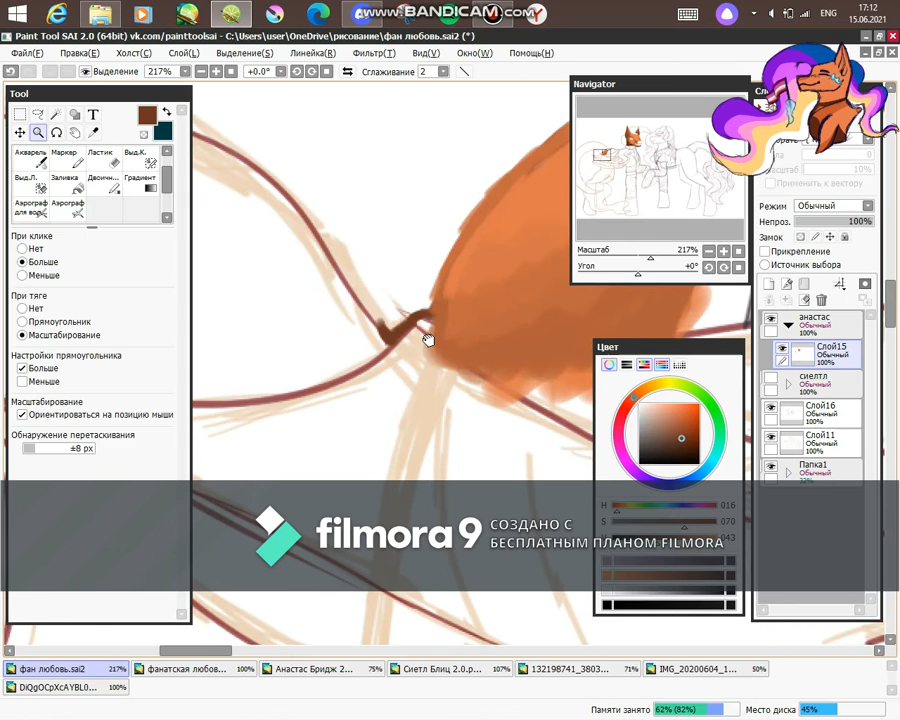 www.BANDICAM.com
ENG
17:12
15.06.2021
Paint Tool SAI 2.0 (64bit) vk.com/painttoolsai - C:\Users\user\OneDrive\рисование\фан любовь.sai2 (*)
Файл(F) Правка(E) Холст(C) Слой(L) Выделение(S) Линейка(R) Фильтр(T) Вид(V) Окно(W) Помощь(H)
Выделение 217% +0.0° Сглаживание 2
Tool
Акварель Маркер Ластик Выд.К.
Выд.Л. Заливка Двоичн... Градиент
Аэрограф для вол Аэрограф
При клике
Нет
Больше
Меньше
При тяге
Нет
Прямоугольник
Масштабирование
Настройки прямоугольника
Больше
Меньше
Масштабирование
Ориентироваться на позицию мыши
Обнаружение перетаскивания
±8 px
Navigator
Масштаб 217%
Угол +0°
Цвет
H 016
S 070
V 043
0
10%
Применить к вектору
Режим Обычный
Непроз. 100%
Замок
Прикрепление
Источник выбора
анастас
Обычный
Слой15
Обычный
100%
сиелтл
Обычный
Слой16
100%
Слой11
100%
Папка1
filmora9
СОЗДАНО С
БЕСПЛАТНЫМ ПЛАНОМ FILMORA
фан любовь.sai2 217% фанатская любов... 100% Анастас Бридж 2... 75% Сиетл Блиц 2.0.p... 107% 132198741_3803... 71% IMG_20200604_1... 50%
DiQgOCpXcAYBL0... 100%
Памяти занято 62% (82%) Место диска 45%